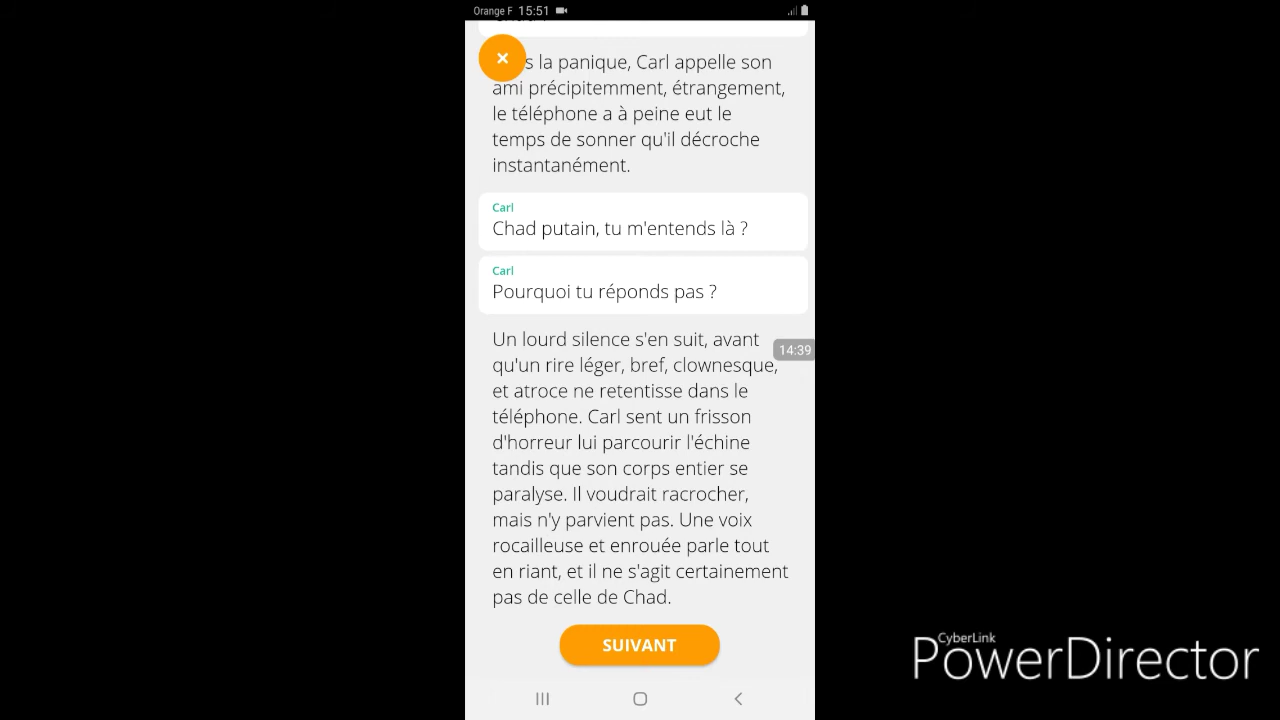 Orange F 15:51
s la panique, Carl appelle son
ami précipitemment, étrangement,
le téléphone a à peine eut le
temps de sonner qu'il décroche
instantanément.
Carl
Chad putain, tu m'entends là ?
Carl
Pourquoi tu réponds pas ?
Un lourd silence s'en suit, avant
14:39
qu'un rire léger, bref, clownesque,
et atroce ne retentisse dans le
téléphone. Carl sent un frisson
d'horreur lui parcourir l'échine
tandis que son corps entier se
paralyse. Il voudrait racrocher,
mais n'y parvient pas. Une voix
rocailleuse et enrouée parle tout
en riant, et il ne s'agit certainement
pas de celle de Chad.
SUIVANT
CyberLink
PowerDirector